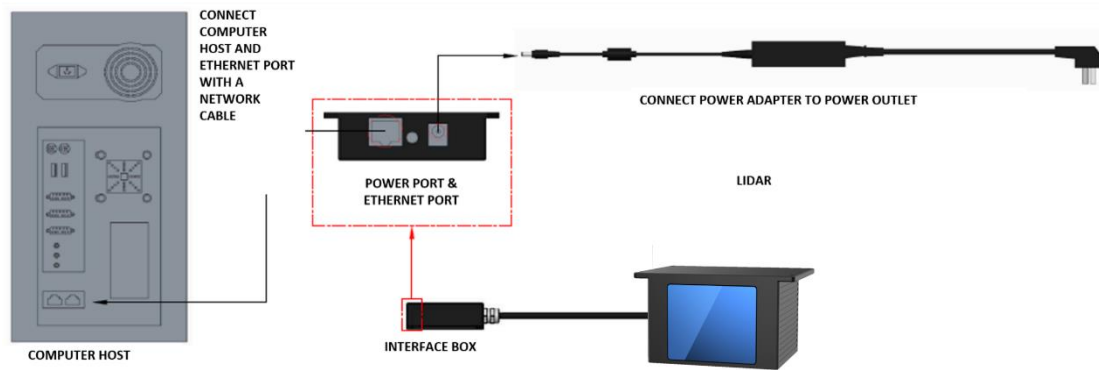 CONNECT
COMPUTER
HOST AND
ETHERNET PORT
WITH A
NETWORK
CABLE
CONNECT POWER ADAPTER TO POWER OUTLET
POWER PORT &
ETHERNET PORT
LIDAR
INTERFACE BOX
COMPUTER HOST